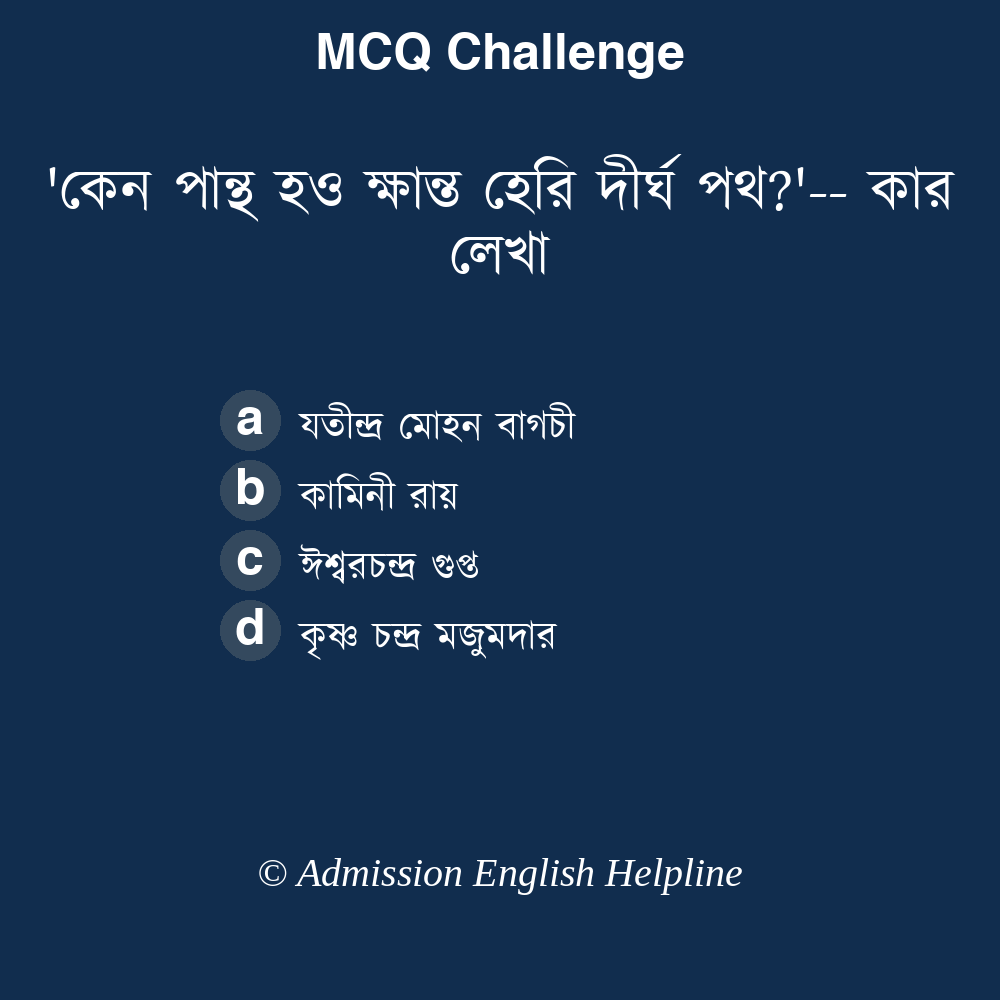 MCQ Challenge
'কেন পান্থ হও ক্ষান্ত হেরি দীর্ঘ পথ?'-- কার
লেখা
a যতীন্দ্র মোহন বাগচী
b কামিনী রায়
c ঈশ্বরচন্দ্র গুপ্ত
d কৃষ্ণ চন্দ্র মজুমদার
© Admission English Helpline